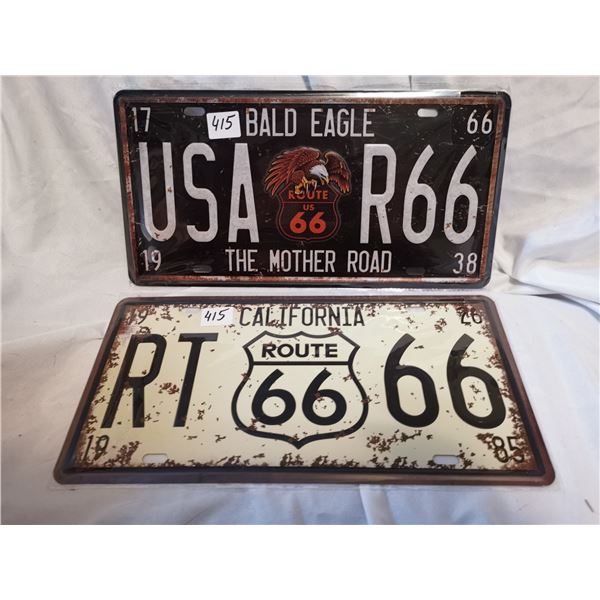 17 415 BALD EAGLE 66
USA ROUTE US 66 R66
19 THE MOTHER ROAD 38
19 415 CALIFORNIA 26
RT ROUTE 66 66
19 85